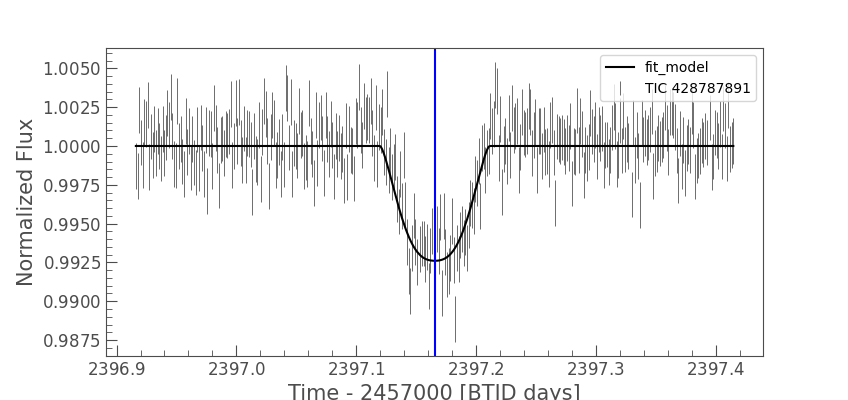 fit_model
TIC 428787891
1.0050
1.0025
1.0000
0.9975
0.9950
0.9925
0.9900
0.9875
Normalized Flux
2396.9 2397.0 2397.1 2397.2 2397.3 2397.4
Time - 2457000 [BTJD days]